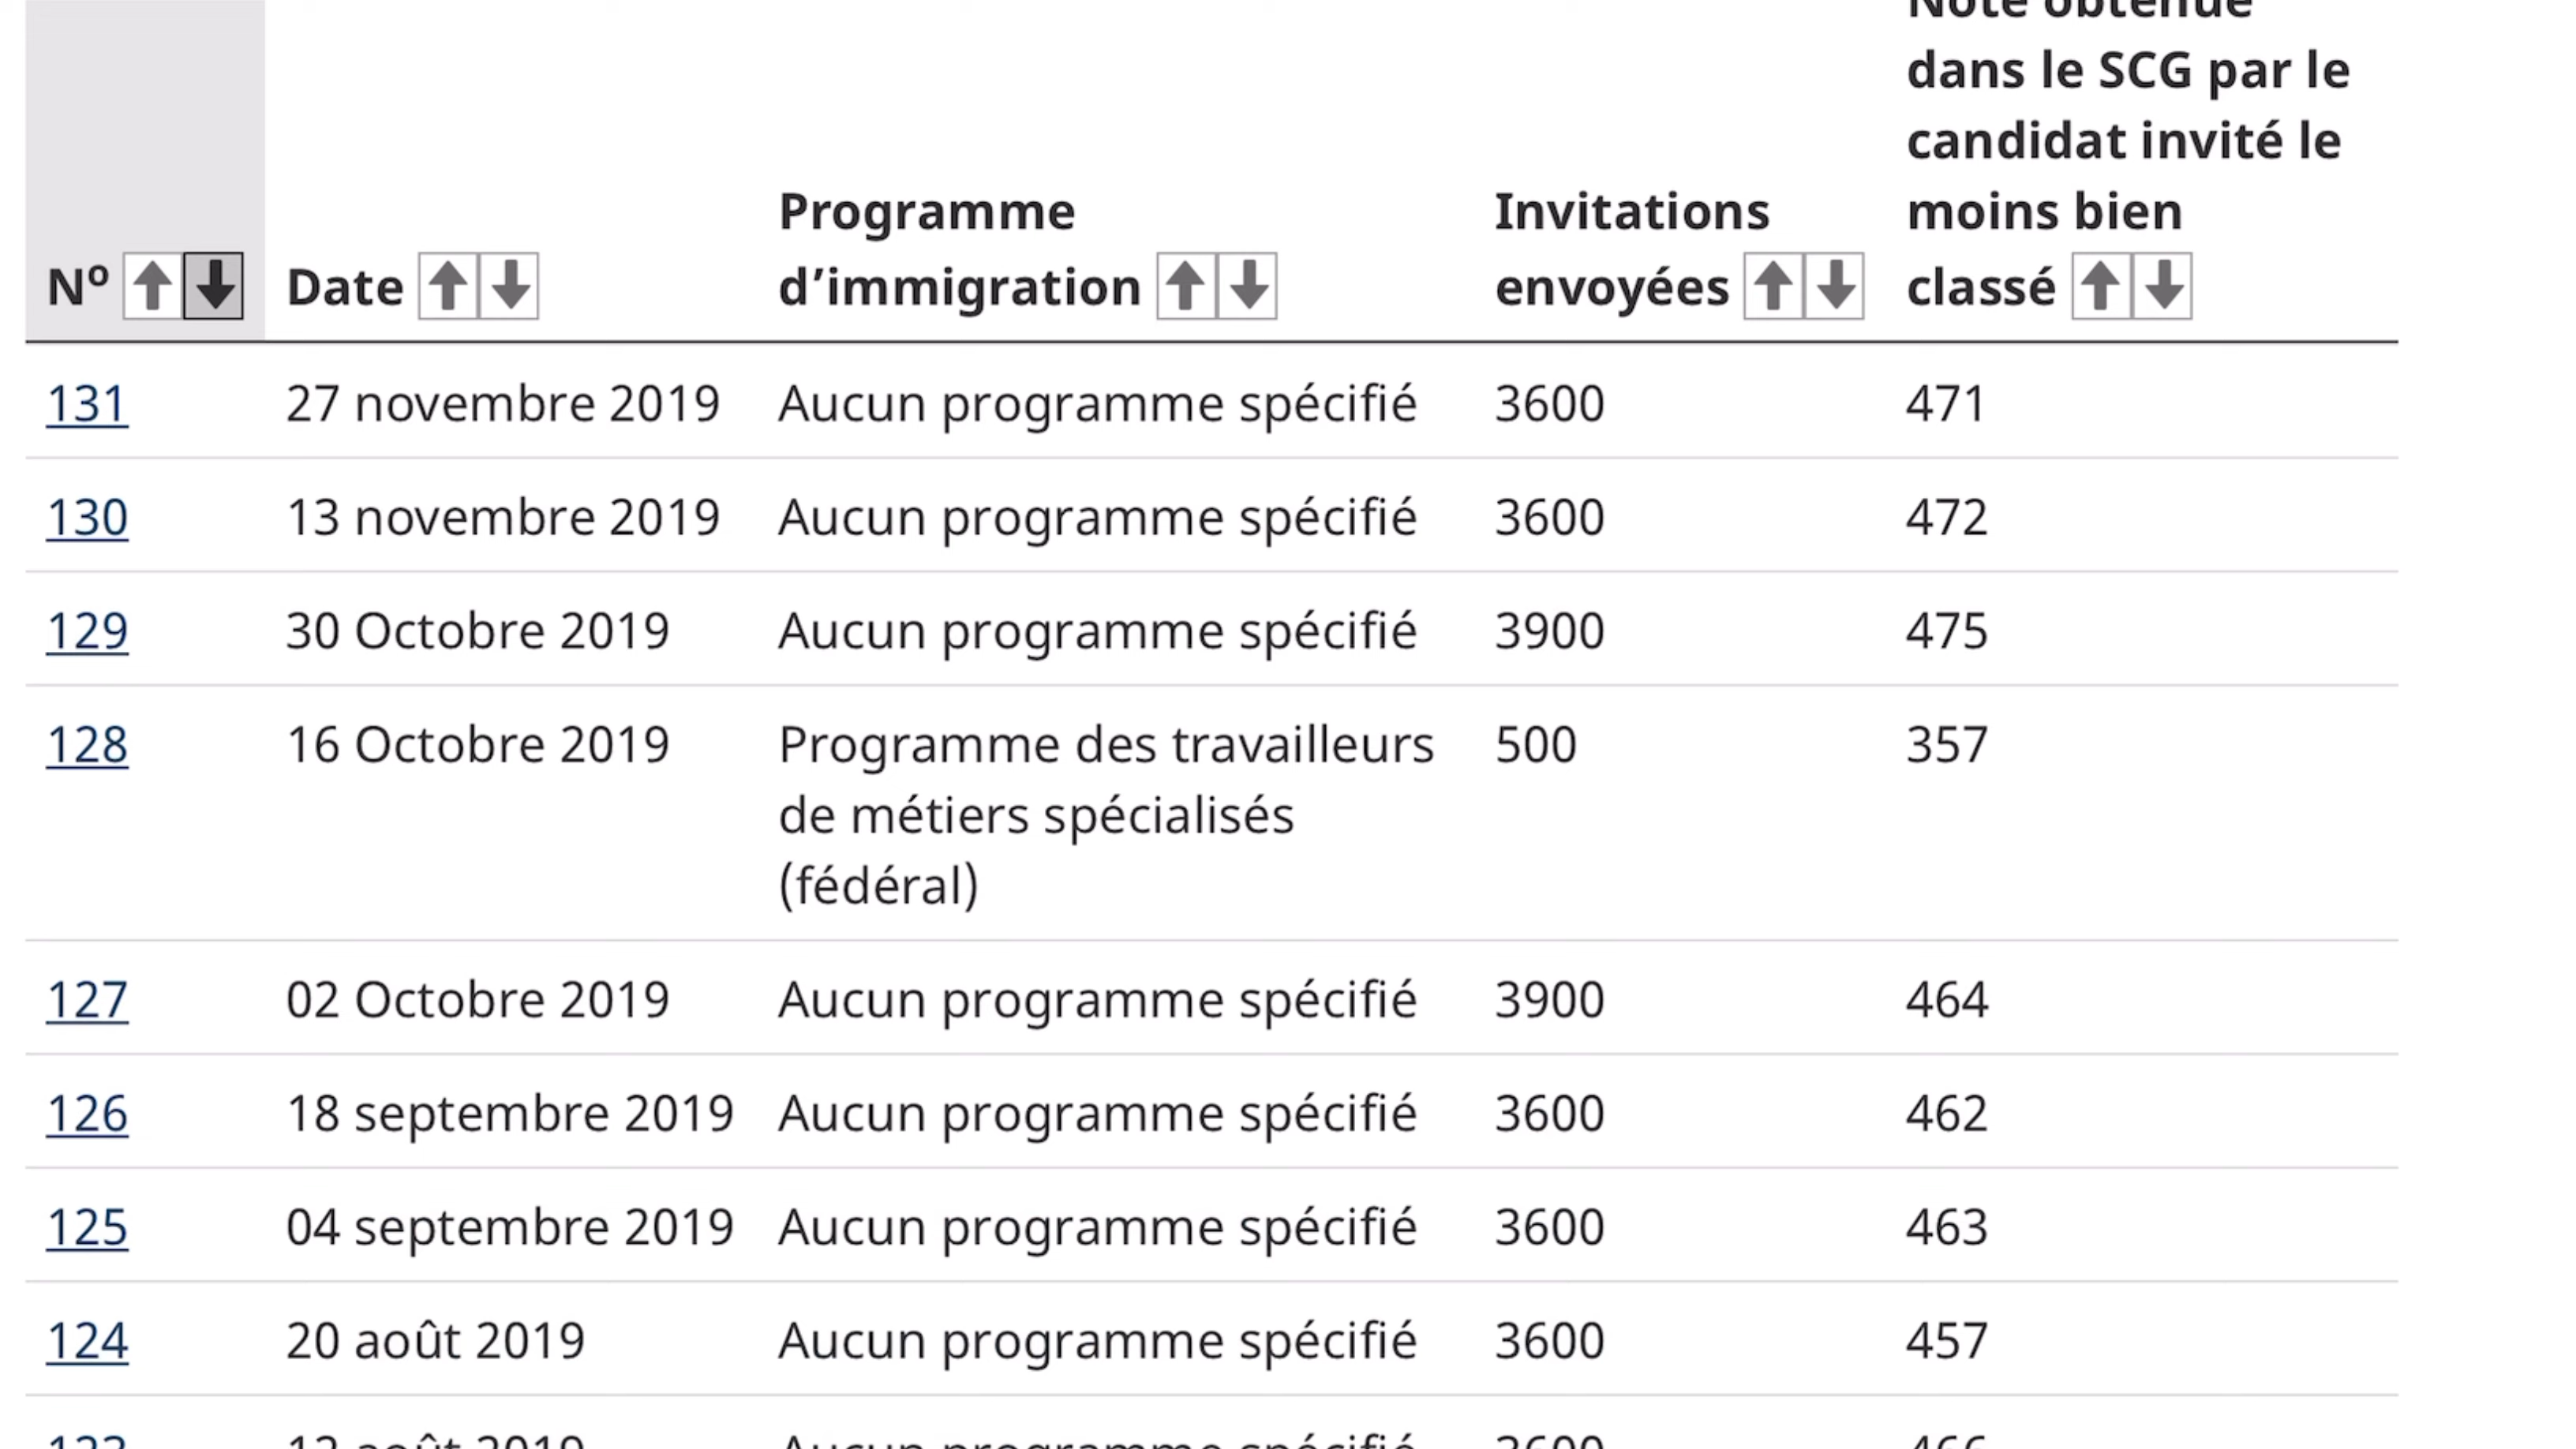 Note obtenue
dans le SCG par le
candidat invité le
Programme Invitations moins bien
Nº Date d’immigration envoyées classé
131 27 novembre 2019 Aucun programme spécifié 3600 471
130 13 novembre 2019 Aucun programme spécifié 3600 472
129 30 Octobre 2019 Aucun programme spécifié 3900 475
128 16 Octobre 2019 Programme des travailleurs 500 357
de métiers spécialisés
(fédéral)
127 02 Octobre 2019 Aucun programme spécifié 3900 464
126 18 septembre 2019 Aucun programme spécifié 3600 462
125 04 septembre 2019 Aucun programme spécifié 3600 463
124 20 août 2019 Aucun programme spécifié 3600 457
123 12 août 2019 Aucun programme spécifié 3600 466